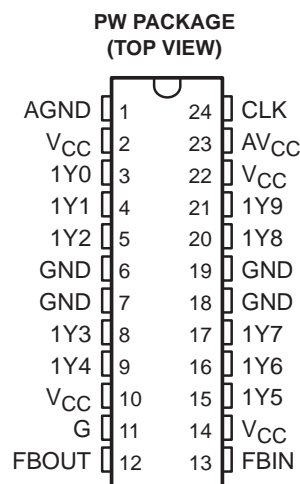 PW PACKAGE
(TOP VIEW)
AGND 1 24 CLK
VCC 2 23 AVCC
1Y0 3 22 VCC
1Y1 4 21 1Y9
1Y2 5 20 1Y8
GND 6 19 GND
GND 7 18 GND
1Y3 8 17 1Y7
1Y4 9 16 1Y6
VCC 10 15 1Y5
G 11 14 VCC
FBOUT 12 13 FBIN